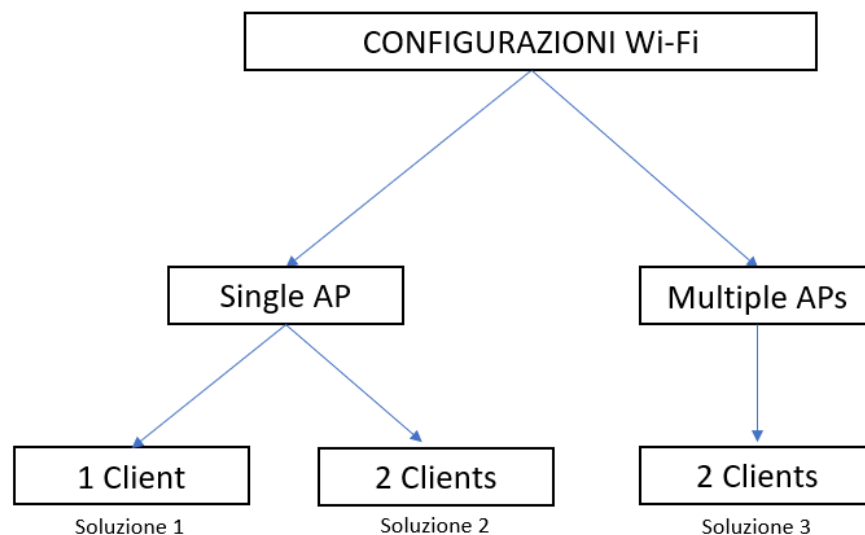 CONFIGURAZIONI Wi-Fi
Single AP
Multiple APs
1 Client
2 Clients
2 Clients
Soluzione 1
Soluzione 2
Soluzione 3